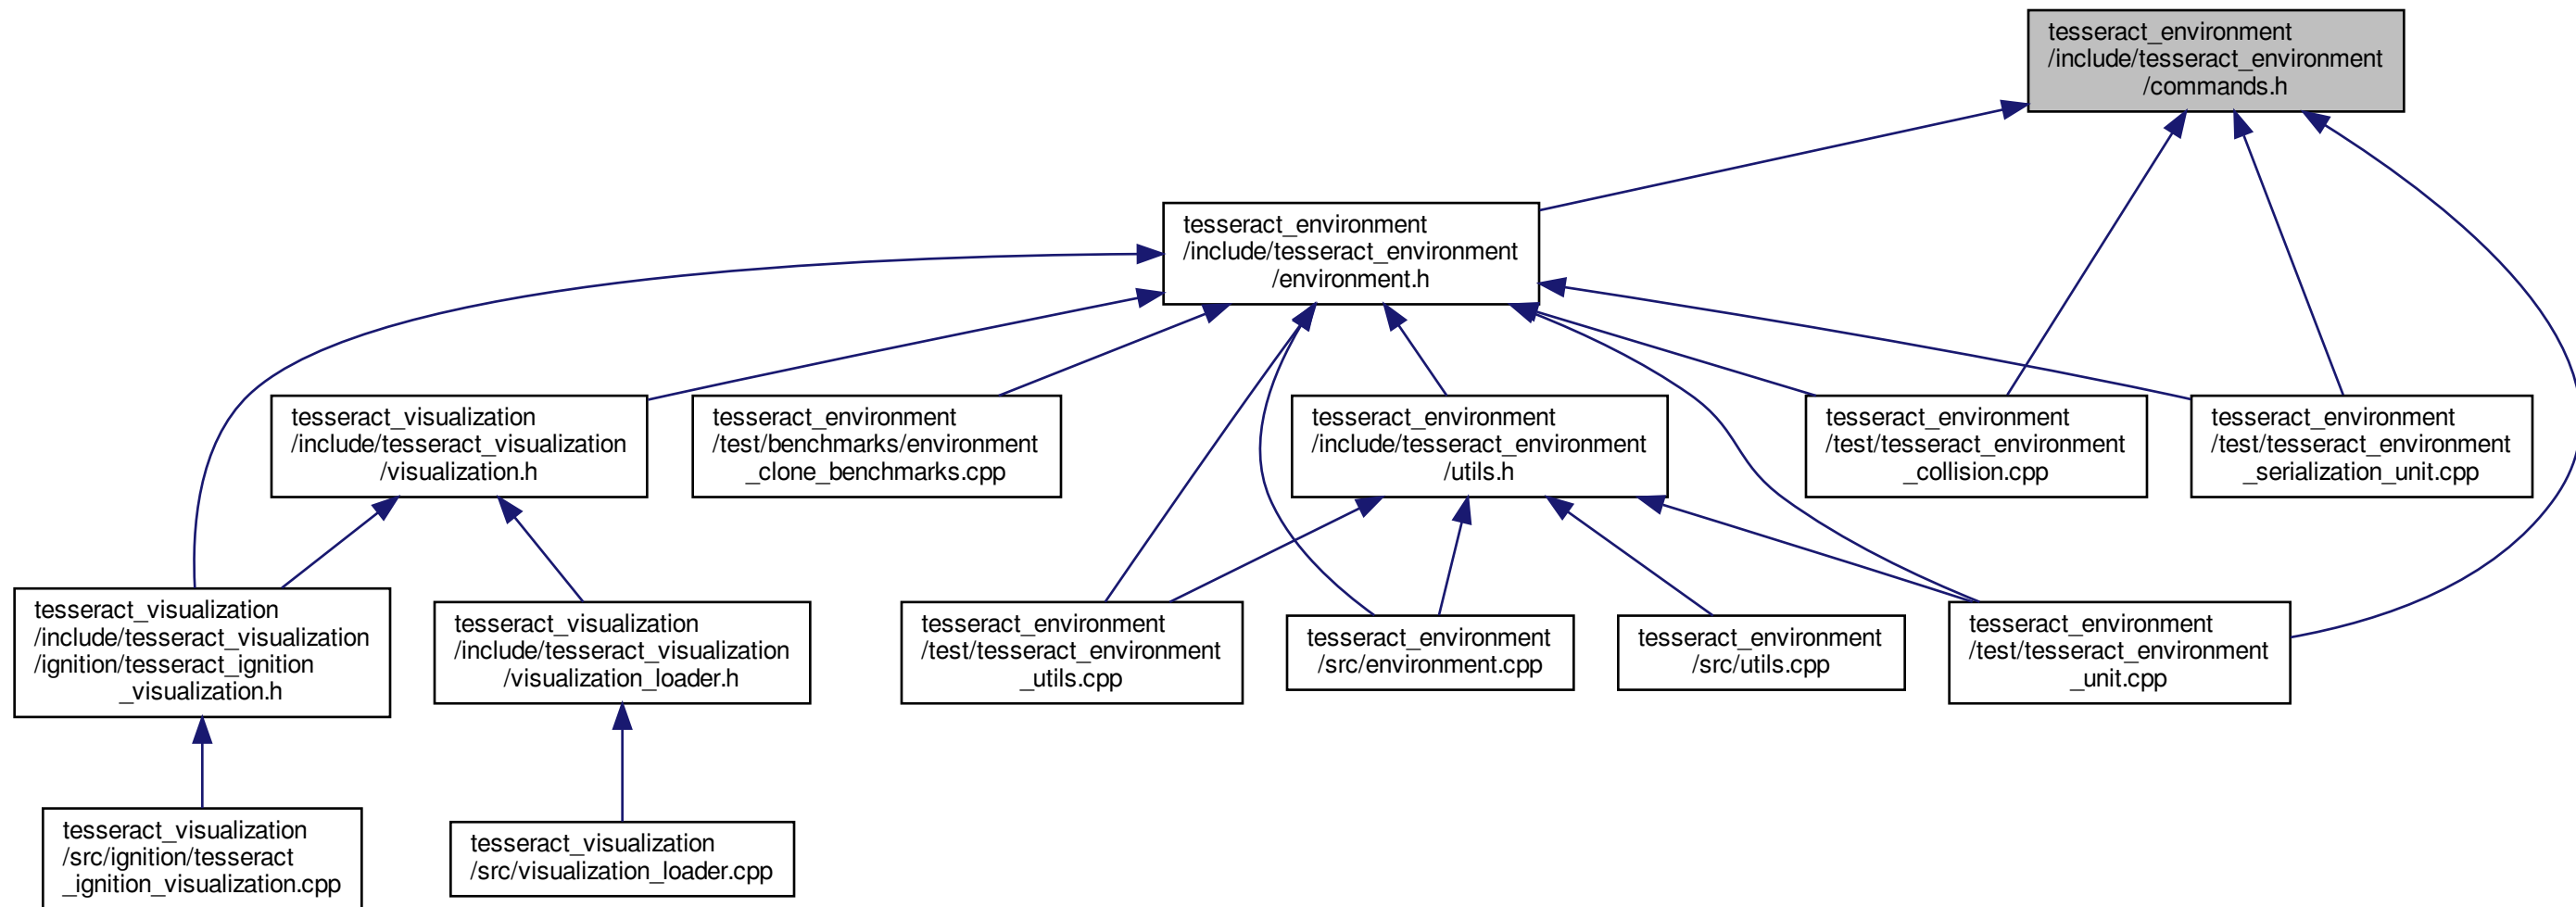 tesseract_environment
/include/tesseract_environment
/commands.h
tesseract_environment
/include/tesseract_environment
/environment.h
tesseract_visualization
/include/tesseract_visualization
/visualization.h
tesseract_environment
/test/benchmarks/environment
_clone_benchmarks.cpp
tesseract_environment
/include/tesseract_environment
/utils.h
tesseract_environment
/test/tesseract_environment
_collision.cpp
tesseract_environment
/test/tesseract_environment
_serialization_unit.cpp
tesseract_visualization
/include/tesseract_visualization
/ignition/tesseract_ignition
_visualization.h
tesseract_visualization
/include/tesseract_visualization
/visualization_loader.h
tesseract_environment
/test/tesseract_environment
_utils.cpp
tesseract_environment
/src/environment.cpp
tesseract_environment
/src/utils.cpp
tesseract_environment
/test/tesseract_environment
_unit.cpp
tesseract_visualization
/src/ignition/tesseract
_ignition_visualization.cpp
tesseract_visualization
/src/visualization_loader.cpp